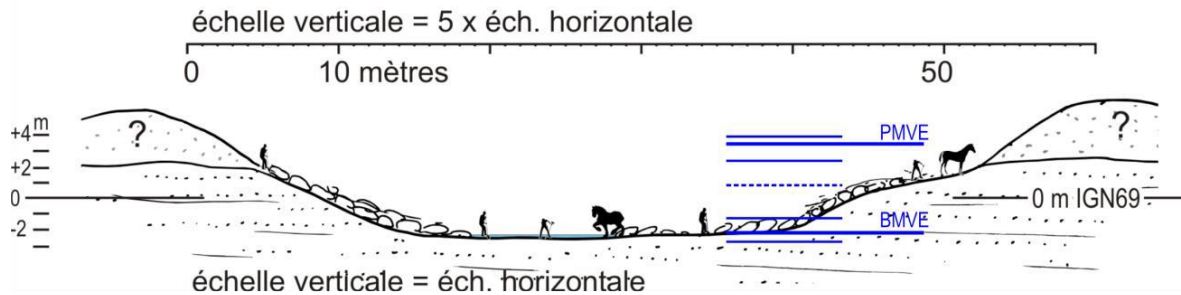 échelle verticale = 5 x éch. horizontale
0 10 mètres 50
m
+4
+2
0
-2
?
?
PMVE
0 m IGN69
BMVE
échelle verticale = éch. horizontale